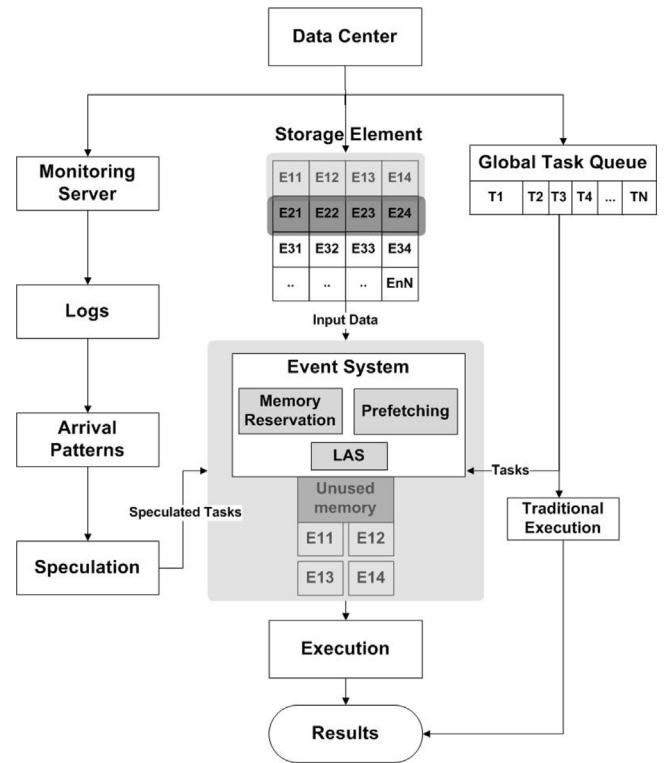 Data Center
Monitoring
Server
Logs
Arrival
Patterns
Speculation
Speculated Tasks
Storage Element
E11 E12 E13 E14
E21 E22 E23 E24
E31 E32 E33 E34
.. .. .. EnN
Input Data
Global Task Queue
T1 T2 T3 T4 ... TN
Event System
Memory
Reservation
Prefetching
LAS
Unused
memory
E11 E12
E13 E14
Tasks
Traditional
Execution
Execution
Results